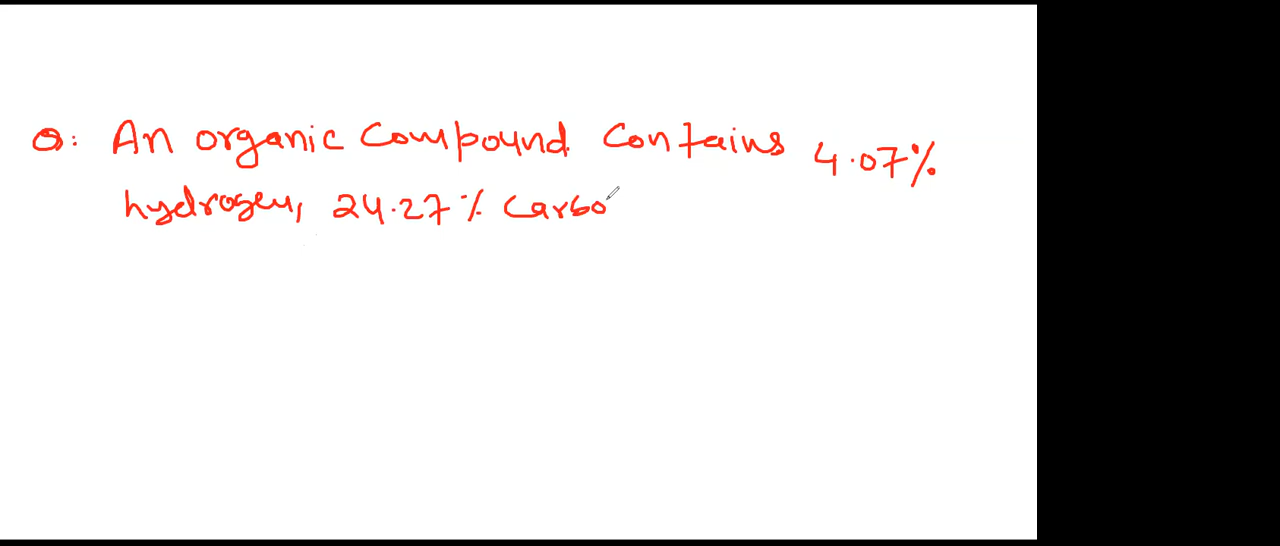 Q: An organic compound contains 4.07%
hydrogen, 24.27% carbo